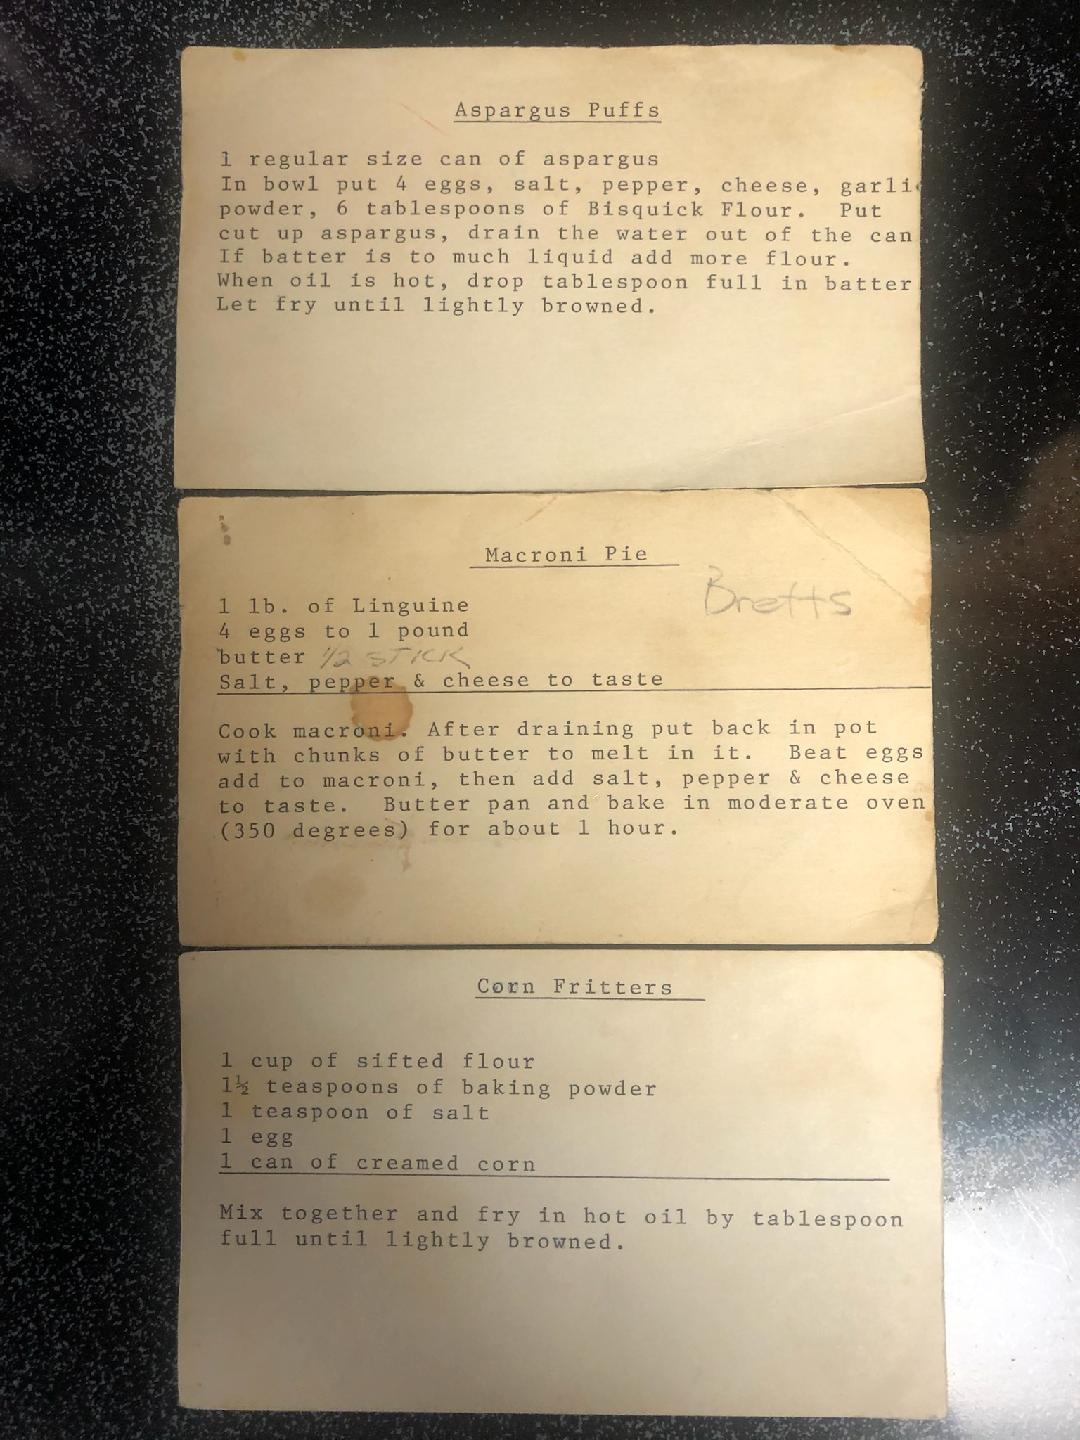 Aspargus Puffs
1 regular size can of aspargus
In bowl put 4 eggs, salt, pepper, cheese, garlic
powder, 6 tablespoons of Bisquick Flour.  Put
cut up aspargus, drain the water out of the can
If batter is to much liquid add more flour.
When oil is hot, drop tablespoon full in batter
Let fry until lightly browned.
Macroni Pie
Bretts
1 lb. of Linguine
4 eggs to 1 pound
butter 1/2 STICK
Salt, pepper & cheese to taste
Cook macroni. After draining put back in pot
with chunks of butter to melt in it.  Beat eggs
add to macroni, then add salt, pepper & cheese
to taste.  Butter pan and bake in moderate oven
(350 degrees) for about 1 hour.
Corn Fritters
1 cup of sifted flour
1½ teaspoons of baking powder
1 teaspoon of salt
1 egg
1 can of creamed corn
Mix together and fry in hot oil by tablespoon
full until lightly browned.